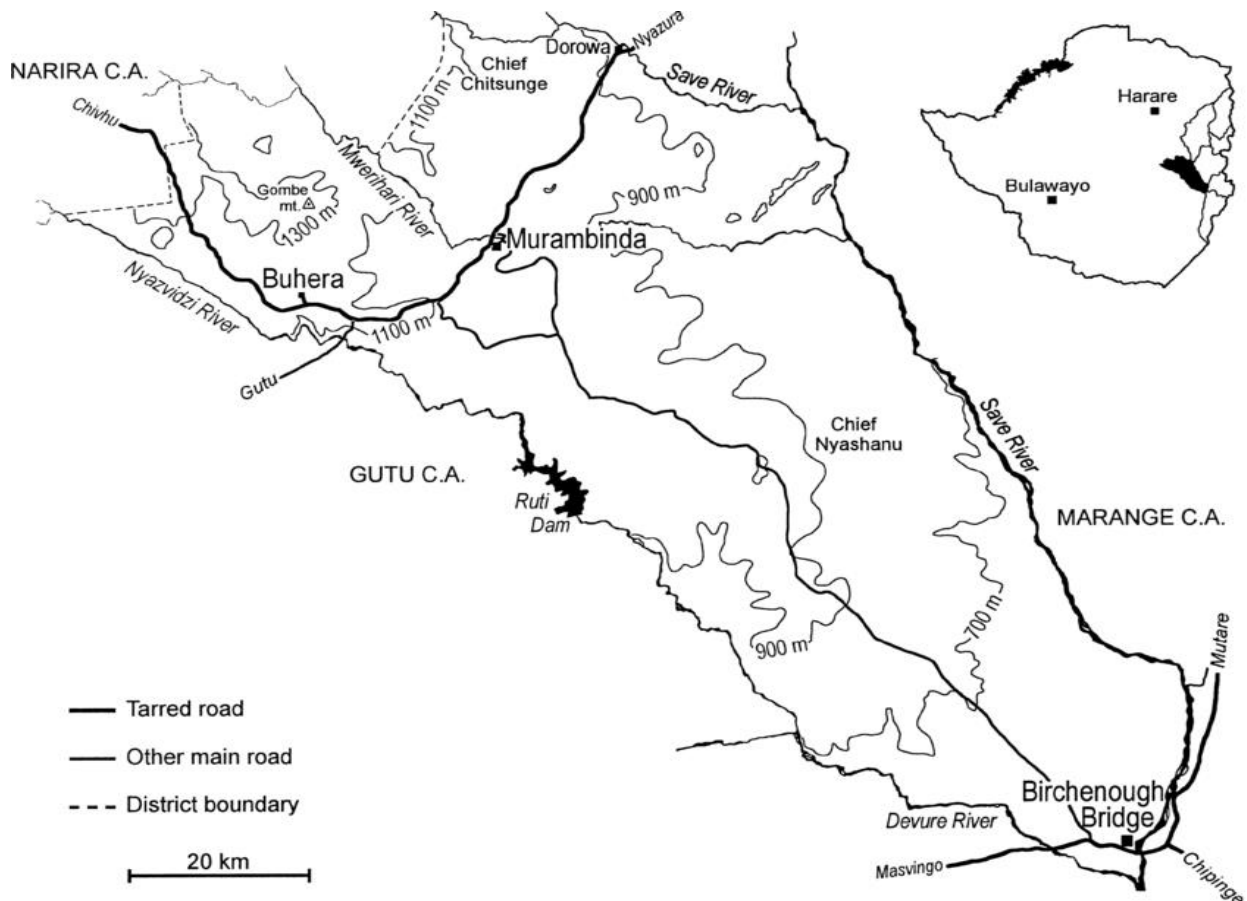 Dorowa
Nyazura
NARIRA C.A.
Chief
Chitsunge
Save River
1100 m
Chivhu
Harare
Mwerihari River
Gombe
mt.
1300 m
900 m
Bulawayo
Murambinda
Buhera
Nyazvidzi River
1100 m
Gutu
Chief
Nyashanu
Save River
GUTU C.A.
Ruti
Dam
MARANGE C.A.
700 m
900 m
Mutare
Tarred road
Other main road
District boundary
Birchenough
Bridge
Devure River
20 km
Masvingo
Chipinge